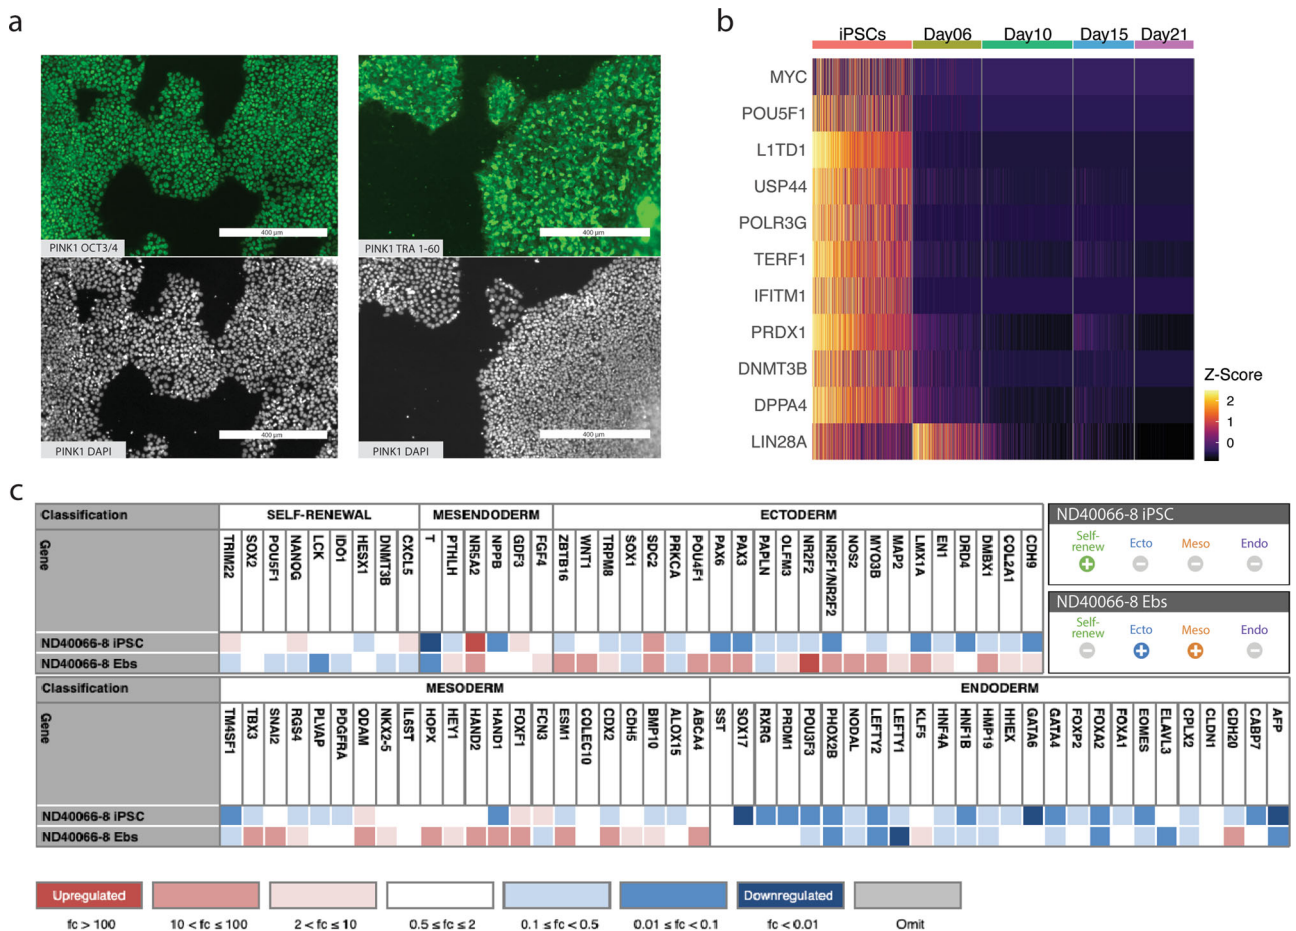 a
PINK1 OCT3/4
400 µm
PINK1 TRA 1-60
400 µm
PINK1 DAPI
400 µm
PINK1 DAPI
400 µm
b
iPSCs Day06 Day10 Day15 Day21
MYC
POU5F1
L1TD1
USP44
POLR3G
TERF1
IFITM1
PRDX1
DNMT3B
DPPA4
LIN28A
Z-Score
2
1
0
c
Classification SELF-RENEWAL MESENDODERM ECTODERM
Gene TRIM22 SOX2 POU5F1 NANOG LCK IDO1 HESX1 DNMT3B CXCL5 T PTHLH NR5A2 NPPB GDF3 FGF4 ZBTB16 WNT1 TRPM8 SOX1 SDC2 PRKCA POU4F1 PAX6 PAX3 PAPLN OLFM3 NR2F2 NR2F1/NR2F2 NOS2 MYO3B MAP2 LMX1A EN1 DRD4 DMBX1 COL2A1 CDH9
ND40066-8 iPSC
ND40066-8 Ebs
ND40066-8 iPSC
Self-renew Ecto Meso Endo
+ − − −
ND40066-8 Ebs
Self-renew Ecto Meso Endo
− + + −
Classification MESODERM ENDODERM
Gene TM4SF1 TBX3 SNAI2 RGS4 PLVAP PDGFRA ODAM NKX2-5 IL6ST HOPX HEY1 HAND2 HAND1 FOXF1 FCN3 ESM1 COLEC10 CDX2 CDH5 BMP10 ALOX15 ABCA4 SST SOX17 RXRG PRDM1 POU3F3 PHOX2B NODAL LEFTY2 LEFTY1 KLF5 HNF4A HNF1B HMP19 HHEX GATA6 GATA4 FOXP2 FOXA2 FOXA1 EOMES ELAVL3 CPLX2 CLDN1 CDH20 CABP7 AFP
ND40066-8 iPSC
ND40066-8 Ebs
Upregulated Downregulated
fc > 100 10 < fc ≤ 100 2 < fc ≤ 10 0.5 ≤ fc ≤ 2 0.1 ≤ fc < 0.5 0.01 ≤ fc < 0.1 fc < 0.01 Omit